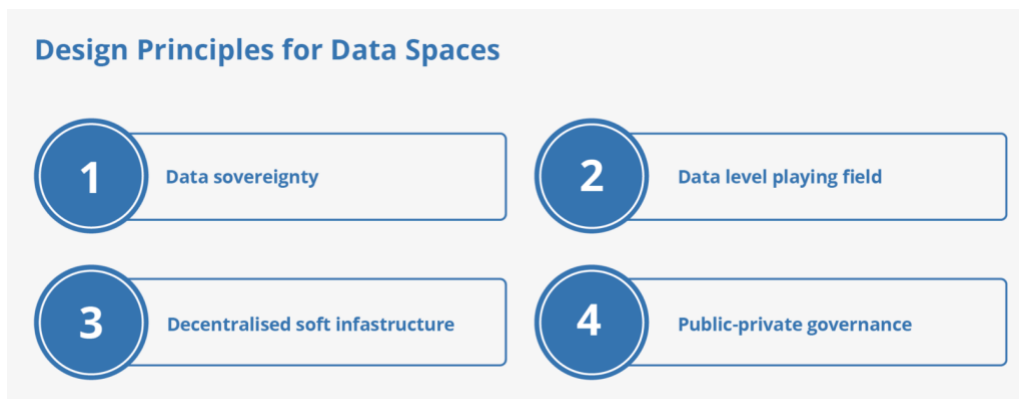 Design Principles for Data Spaces
1
Data sovereignty
2
Data level playing field
3
Decentralised soft infastructure
4
Public-private governance